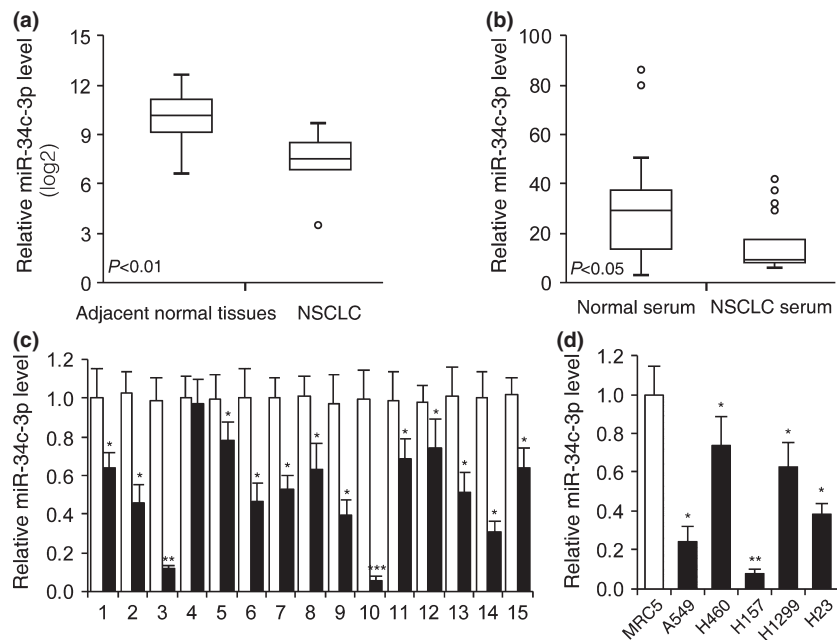 (a)
Relative miR-34c-3p level
(log2)
15
12
9
6
3
0
P<0.01
Adjacent normal tissues
NSCLC
(b)
Relative miR-34c-3p level
100
80
60
40
20
0
P<0.05
Normal serum
NSCLC serum
(c)
Relative miR-34c-3p level
1.2
1.0
0.8
0.6
0.4
0.2
0.0
* * ** * * * * * *** * * * * *
1 2 3 4 5 6 7 8 9 10 11 12 13 14 15
(d)
Relative miR-34c-3p level
1.2
1.0
0.8
0.6
0.4
0.2
0.0
* * ** * *
MRC5
A549
H460
H157
H1299
H23